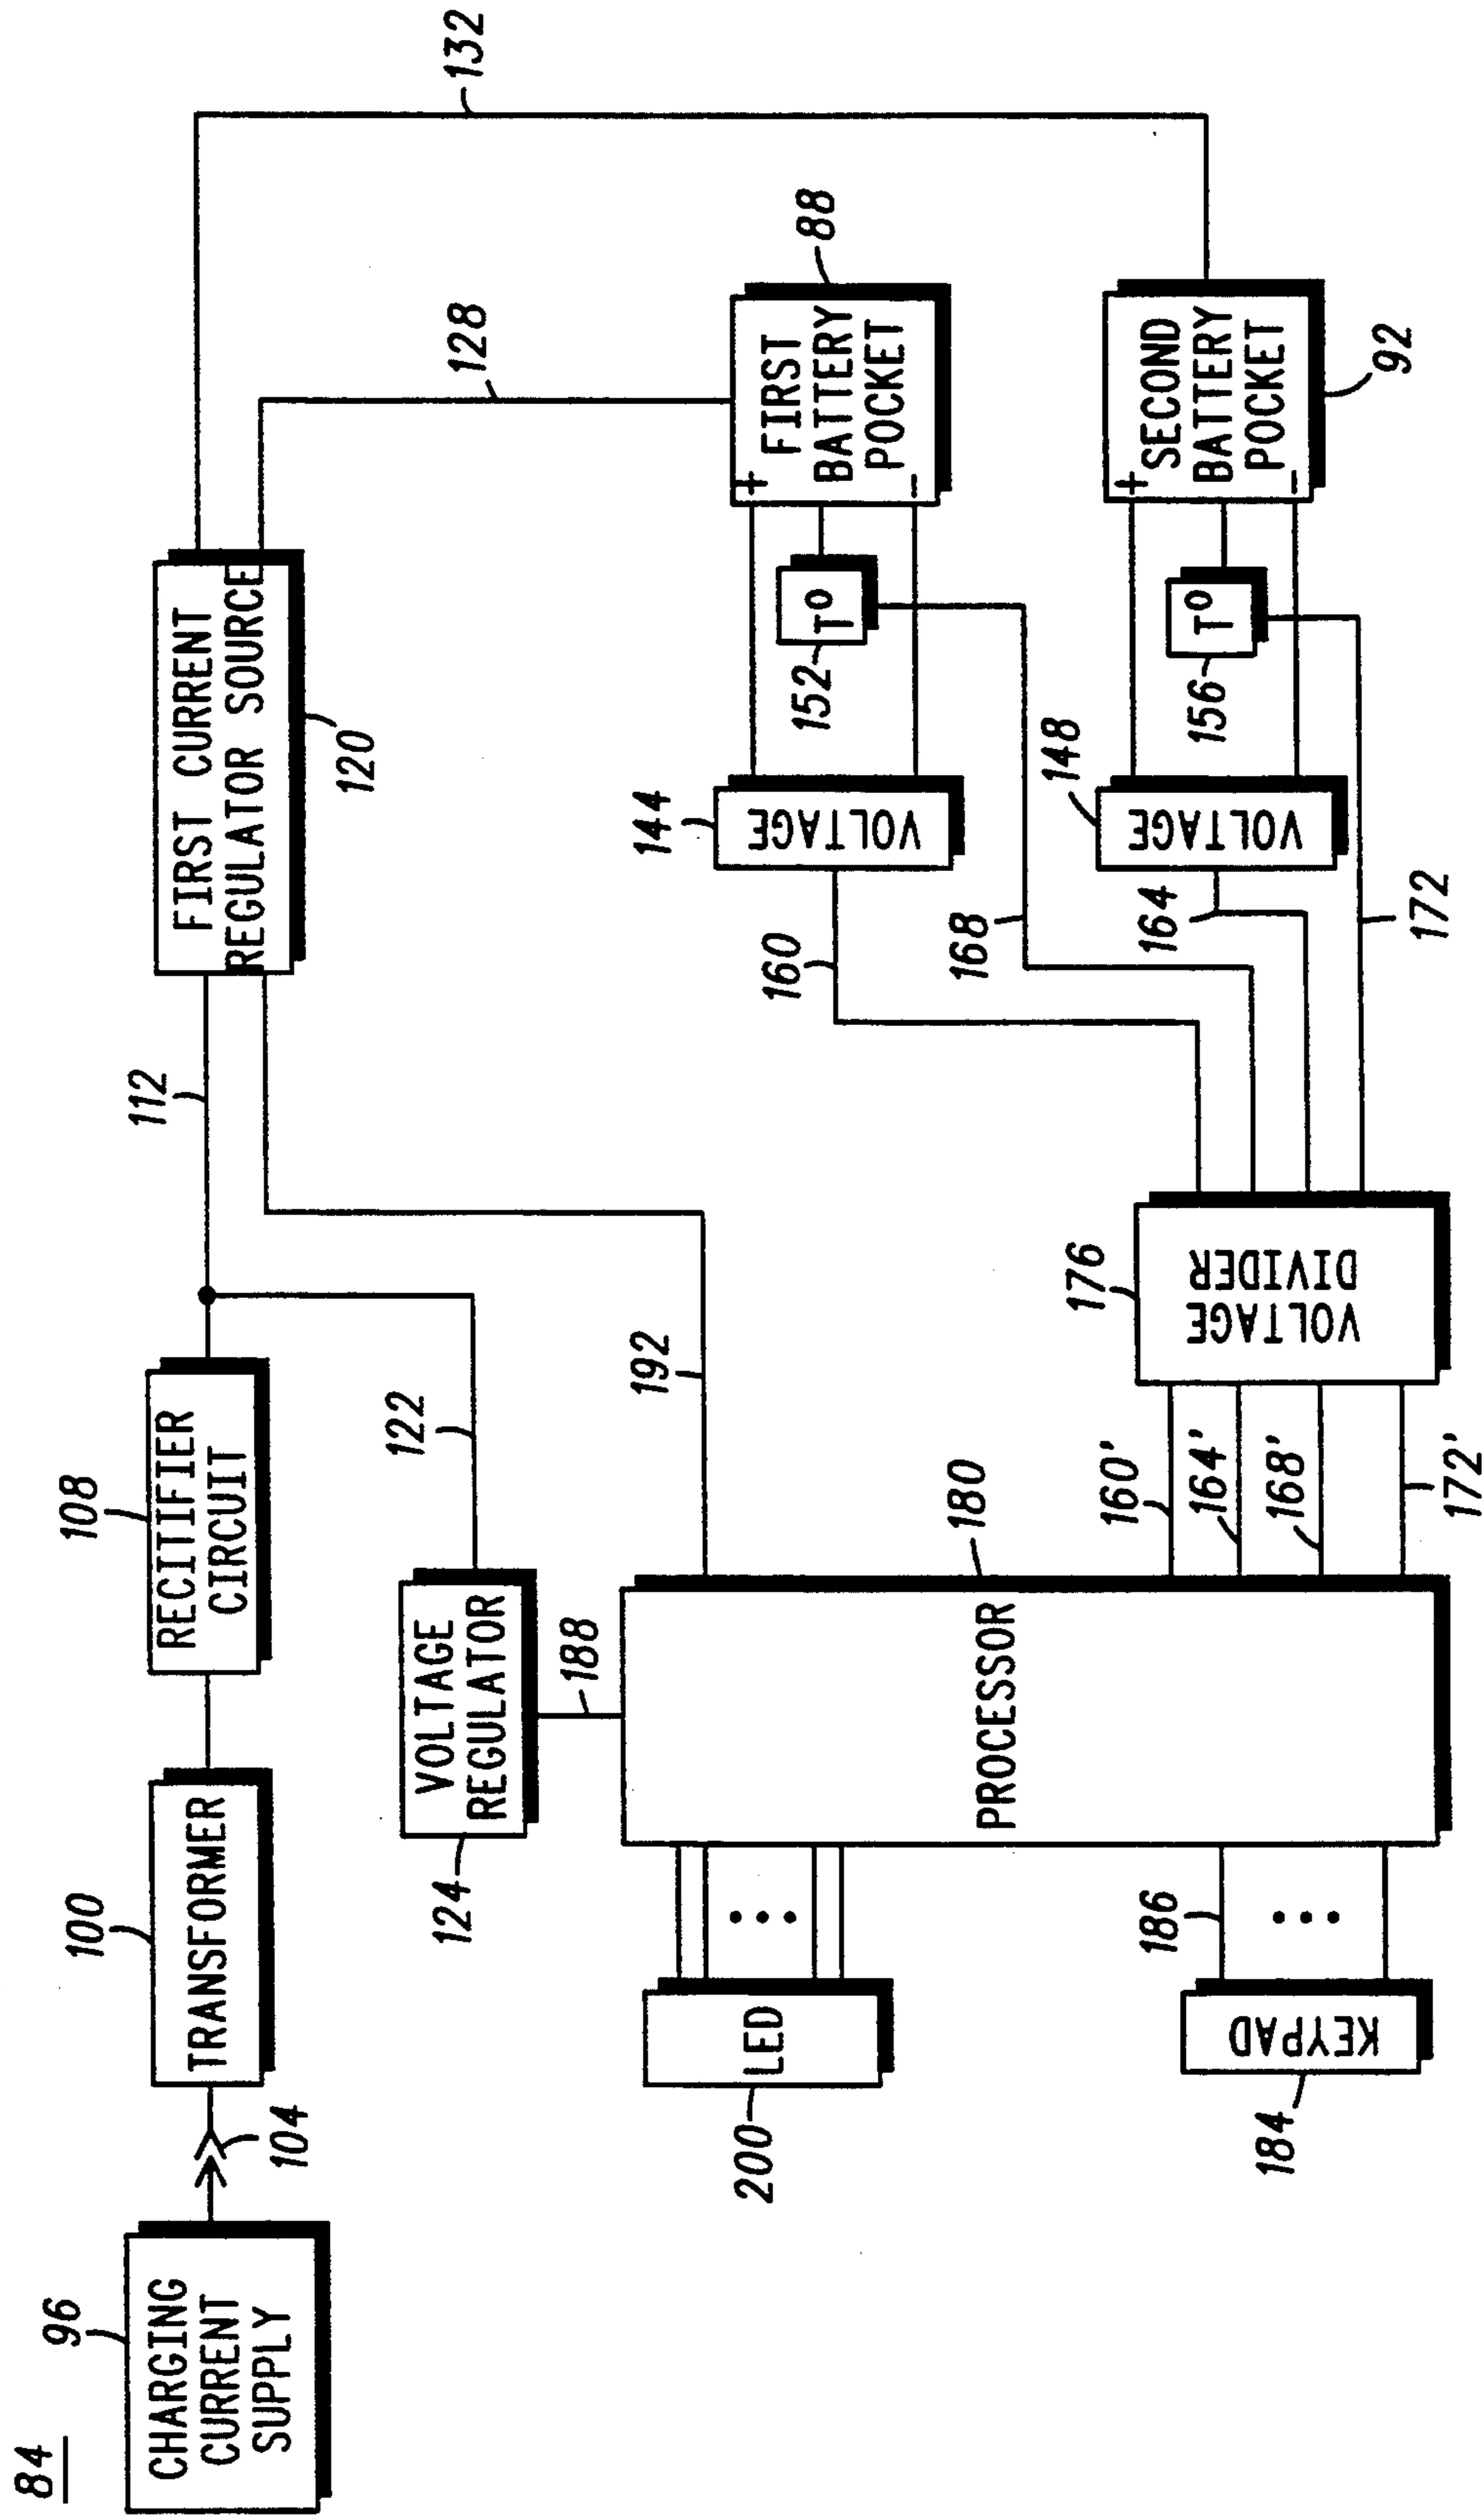 84
96
CHARGING
CURRENT
SUPPLY
104
100
TRANSFORMER
108
RECITIFIER
CIRCUIT
112
FIRST CURRENT
REGULATOR SOURCE
120
132
128
122
VOLTAGE
REGULATOR
124
188
192
144
VOLTAGE
+
FIRST
BATTERY
POCKET
-
88
T°
152
160
168
148
VOLTAGE
+
SECOND
BATTERY
POCKET
-
92
T°
156
164
172
176
VOLTAGE
DIVIDER
160'
164'
168'
172'
180
PROCESSOR
LED
200
186
KEYPAD
184